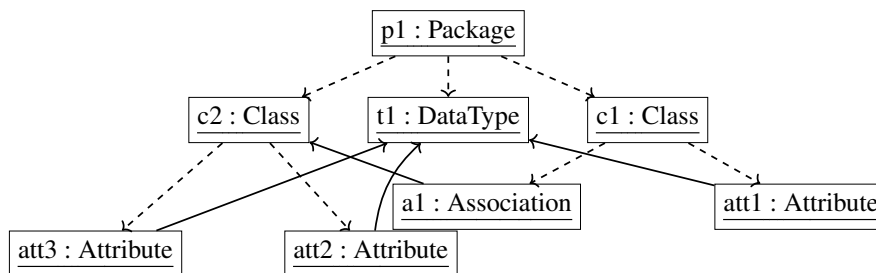 p1 : Package
c2 : Class
t1 : DataType
c1 : Class
a1 : Association
att1 : Attribute
att3 : Attribute
att2 : Attribute